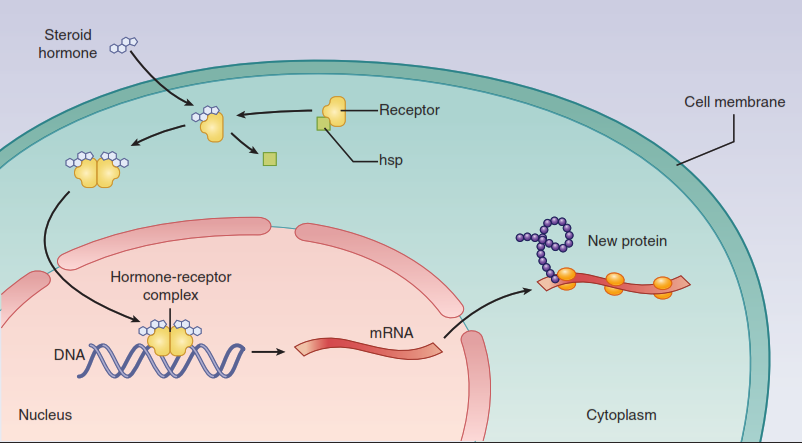 Steroid
hormone
Receptor
hsp
Cell membrane
New protein
Hormone-receptor
complex
mRNA
DNA
Nucleus
Cytoplasm